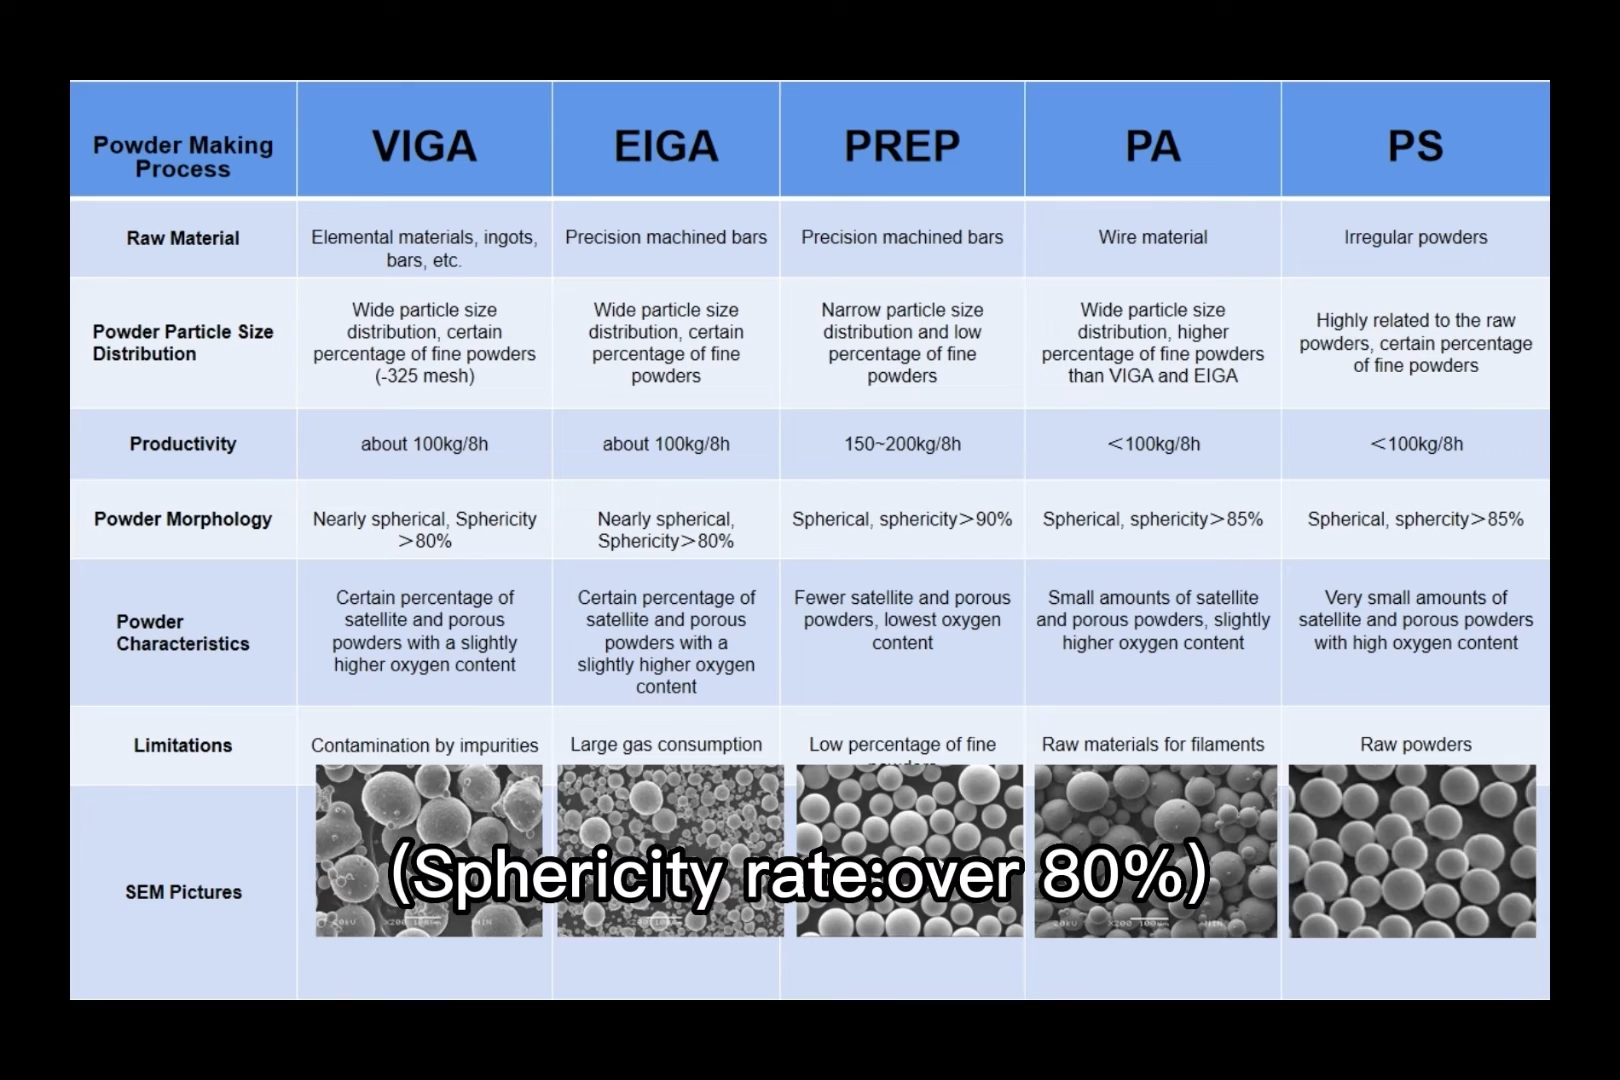 Powder Making
Process
VIGA
EIGA
PREP
PA
PS
Raw Material
Elemental materials, ingots,
bars, etc.
Precision machined bars
Precision machined bars
Wire material
Irregular powders
Powder Particle Size
Distribution
Wide particle size
distribution, certain
percentage of fine powders
(-325 mesh)
Wide particle size
distribution, certain
percentage of fine
powders
Narrow particle size
distribution and low
percentage of fine
powders
Wide particle size
distribution, higher
percentage of fine powders
than VIGA and EIGA
Highly related to the raw
powders, certain percentage
of fine powders
Productivity
about 100kg/8h
about 100kg/8h
150~200kg/8h
＜100kg/8h
＜100kg/8h
Powder Morphology
Nearly spherical, Sphericity
＞80%
Nearly spherical,
Sphericity＞80%
Spherical, sphericity＞90%
Spherical, sphericity＞85%
Spherical, sphercity＞85%
Powder
Characteristics
Certain percentage of
satellite and porous
powders with a slightly
higher oxygen content
Certain percentage of
satellite and porous
powders with a
slightly higher oxygen
content
Fewer satellite and porous
powders, lowest oxygen
content
Small amounts of satellite
and porous powders, slightly
higher oxygen content
Very small amounts of
satellite and porous powders
with high oxygen content
Limitations
Contamination by impurities
Large gas consumption
Low percentage of fine
Raw materials for filaments
Raw powders
SEM Pictures
(Sphericity rate:over 80%)